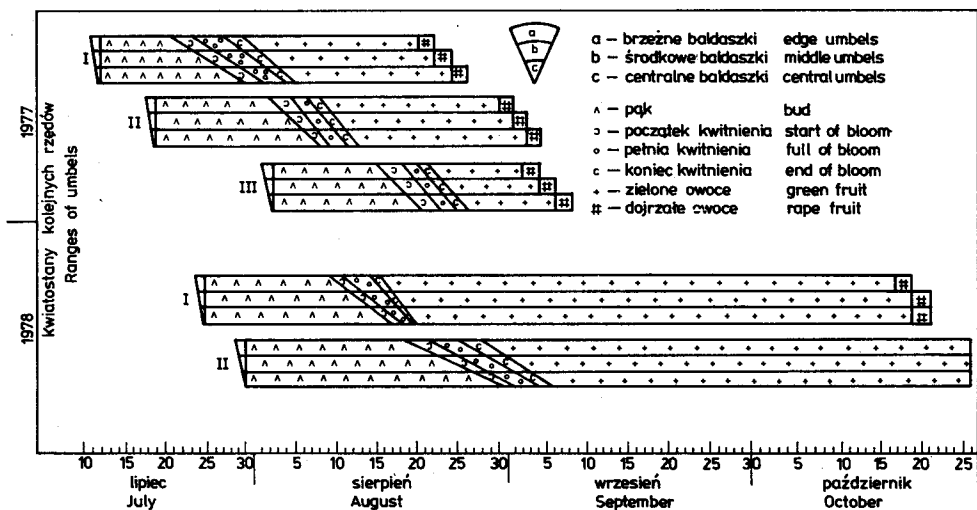 1977
1978
Kwiatostany kolejnych rzędów
Ranges of umbels
I
II
III
I
II
a
b
c
a – brzeżne baldaszki edge umbels
b – środkowe baldaszki middle umbels
c – centralne baldaszki central umbels
ʌ – pąk bud
ɔ – początek kwitnienia start of bloom
o – pełnia kwitnienia full of bloom
c – koniec kwitnienia end of bloom
+ – zielone owoce green fruit
# – dojrzałe owoce rape fruit
10 15 20 25 30 5 10 15 20 25 30 5 10 15 20 25 30 5 10 15 20 25
lipiec sierpień wrzesień październik
July August September October